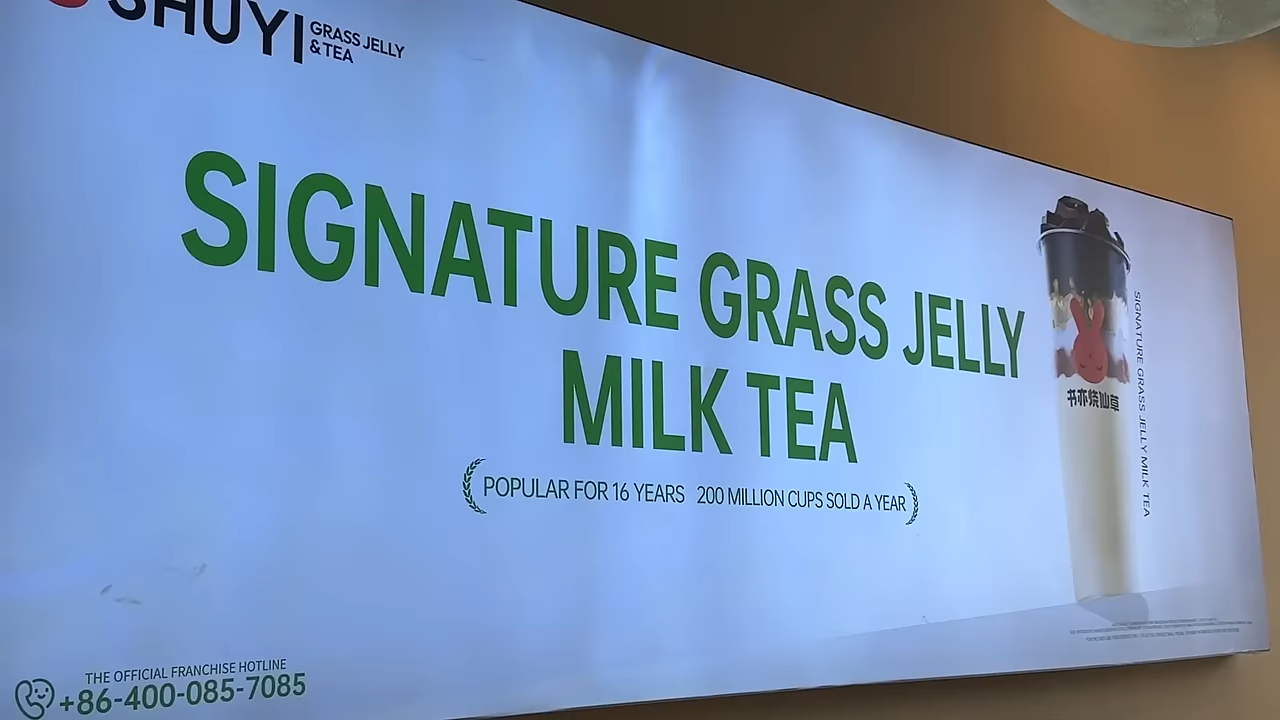 SHUYI
GRASS JELLY
& TEA
SIGNATURE GRASS JELLY
MILK TEA
POPULAR FOR 16 YEARS 200 MILLION CUPS SOLD A YEAR
SIGNATURE GRASS JELLY MILK TEA
书亦烧仙草
THE OFFICIAL FRANCHISE HOTLINE
+86-400-085-7085